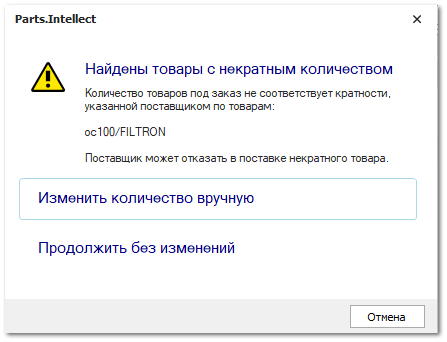 Parts.Intellect
Найдены товары с некратным количеством
Количество товаров под заказ не соответствует кратности,
указанной поставщиком по товарам:
ос100/FILTRON
Поставщик может отказать в поставке некратного товара.
Изменить количество вручную
Продолжить без изменений
Отмена